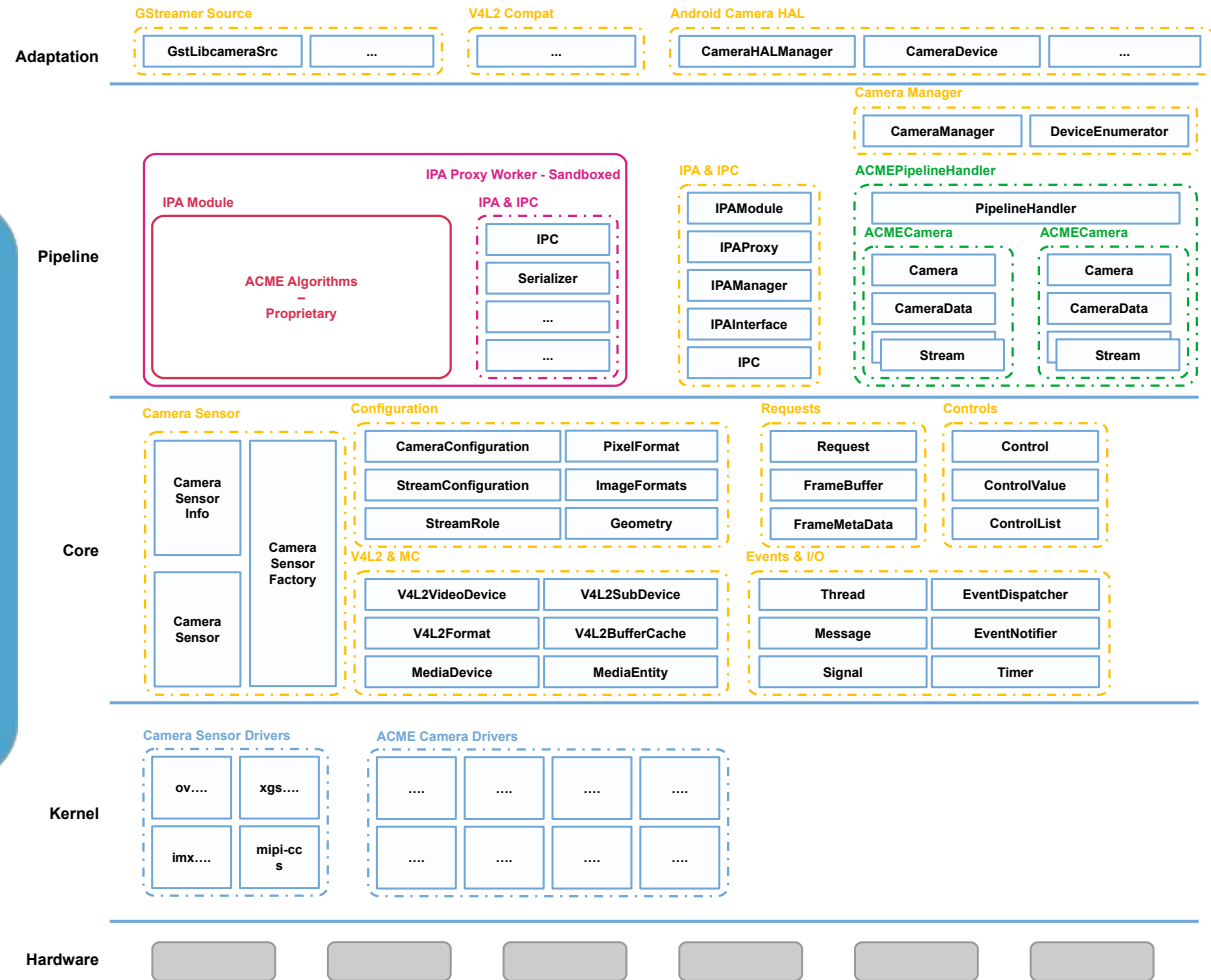 GStreamer Source
V4L2 Compat
Android Camera HAL
Adaptation
GstLibcameraSrc
...
...
CameraHALManager
CameraDevice
...
Camera Manager
CameraManager
DeviceEnumerator
Pipeline
IPA Proxy Worker - Sandboxed
IPA Module
ACME Algorithms
–
Proprietary
IPA & IPC
IPC
Serializer
...
...
IPA & IPC
IPAModule
IPAProxy
IPAManager
IPAInterface
IPC
ACMEPipelineHandler
PipelineHandler
ACMECamera
Camera
CameraData
Stream
ACMECamera
Camera
CameraData
Stream
Core
Camera Sensor
Camera
Sensor
Info
Camera
Sensor
Camera
Sensor
Factory
Configuration
CameraConfiguration
PixelFormat
StreamConfiguration
ImageFormats
StreamRole
Geometry
Requests
Request
FrameBuffer
FrameMetaData
Controls
Control
ControlValue
ControlList
V4L2 & MC
V4L2VideoDevice
V4L2SubDevice
V4L2Format
V4L2BufferCache
MediaDevice
MediaEntity
Events & I/O
Thread
EventDispatcher
Message
EventNotifier
Signal
Timer
Kernel
Camera Sensor Drivers
ov....
xgs....
imx....
mipi-cc
s
ACME Camera Drivers
....
....
....
....
....
....
....
....
Hardware